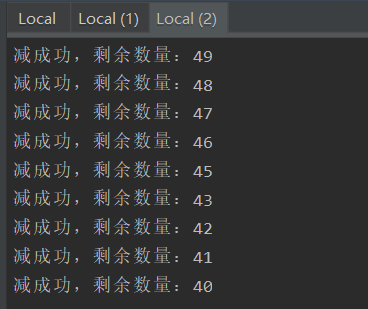 Local Local (1) Local (2)
减成功，剩余数量：49
减成功，剩余数量：48
减成功，剩余数量：47
减成功，剩余数量：46
减成功，剩余数量：45
减成功，剩余数量：43
减成功，剩余数量：42
减成功，剩余数量：41
减成功，剩余数量：40